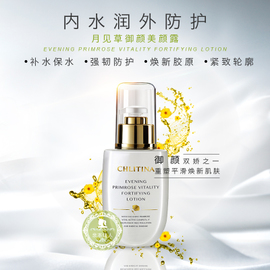 内水润外防护
月见草御颜美颜露
EVENING PRIMROSE VITALITY FORTIFYING LOTION
•补水保水 •强韧防护 •焕新胶原 •紧致轮廓
CHLITINA
EVENING
PRIMROSE VITALITY
FORTIFYING
LOTION
御颜 双娇之一
重塑平滑焕新肌肤